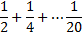 1/2 + 1/4 + ⋯ 1/20